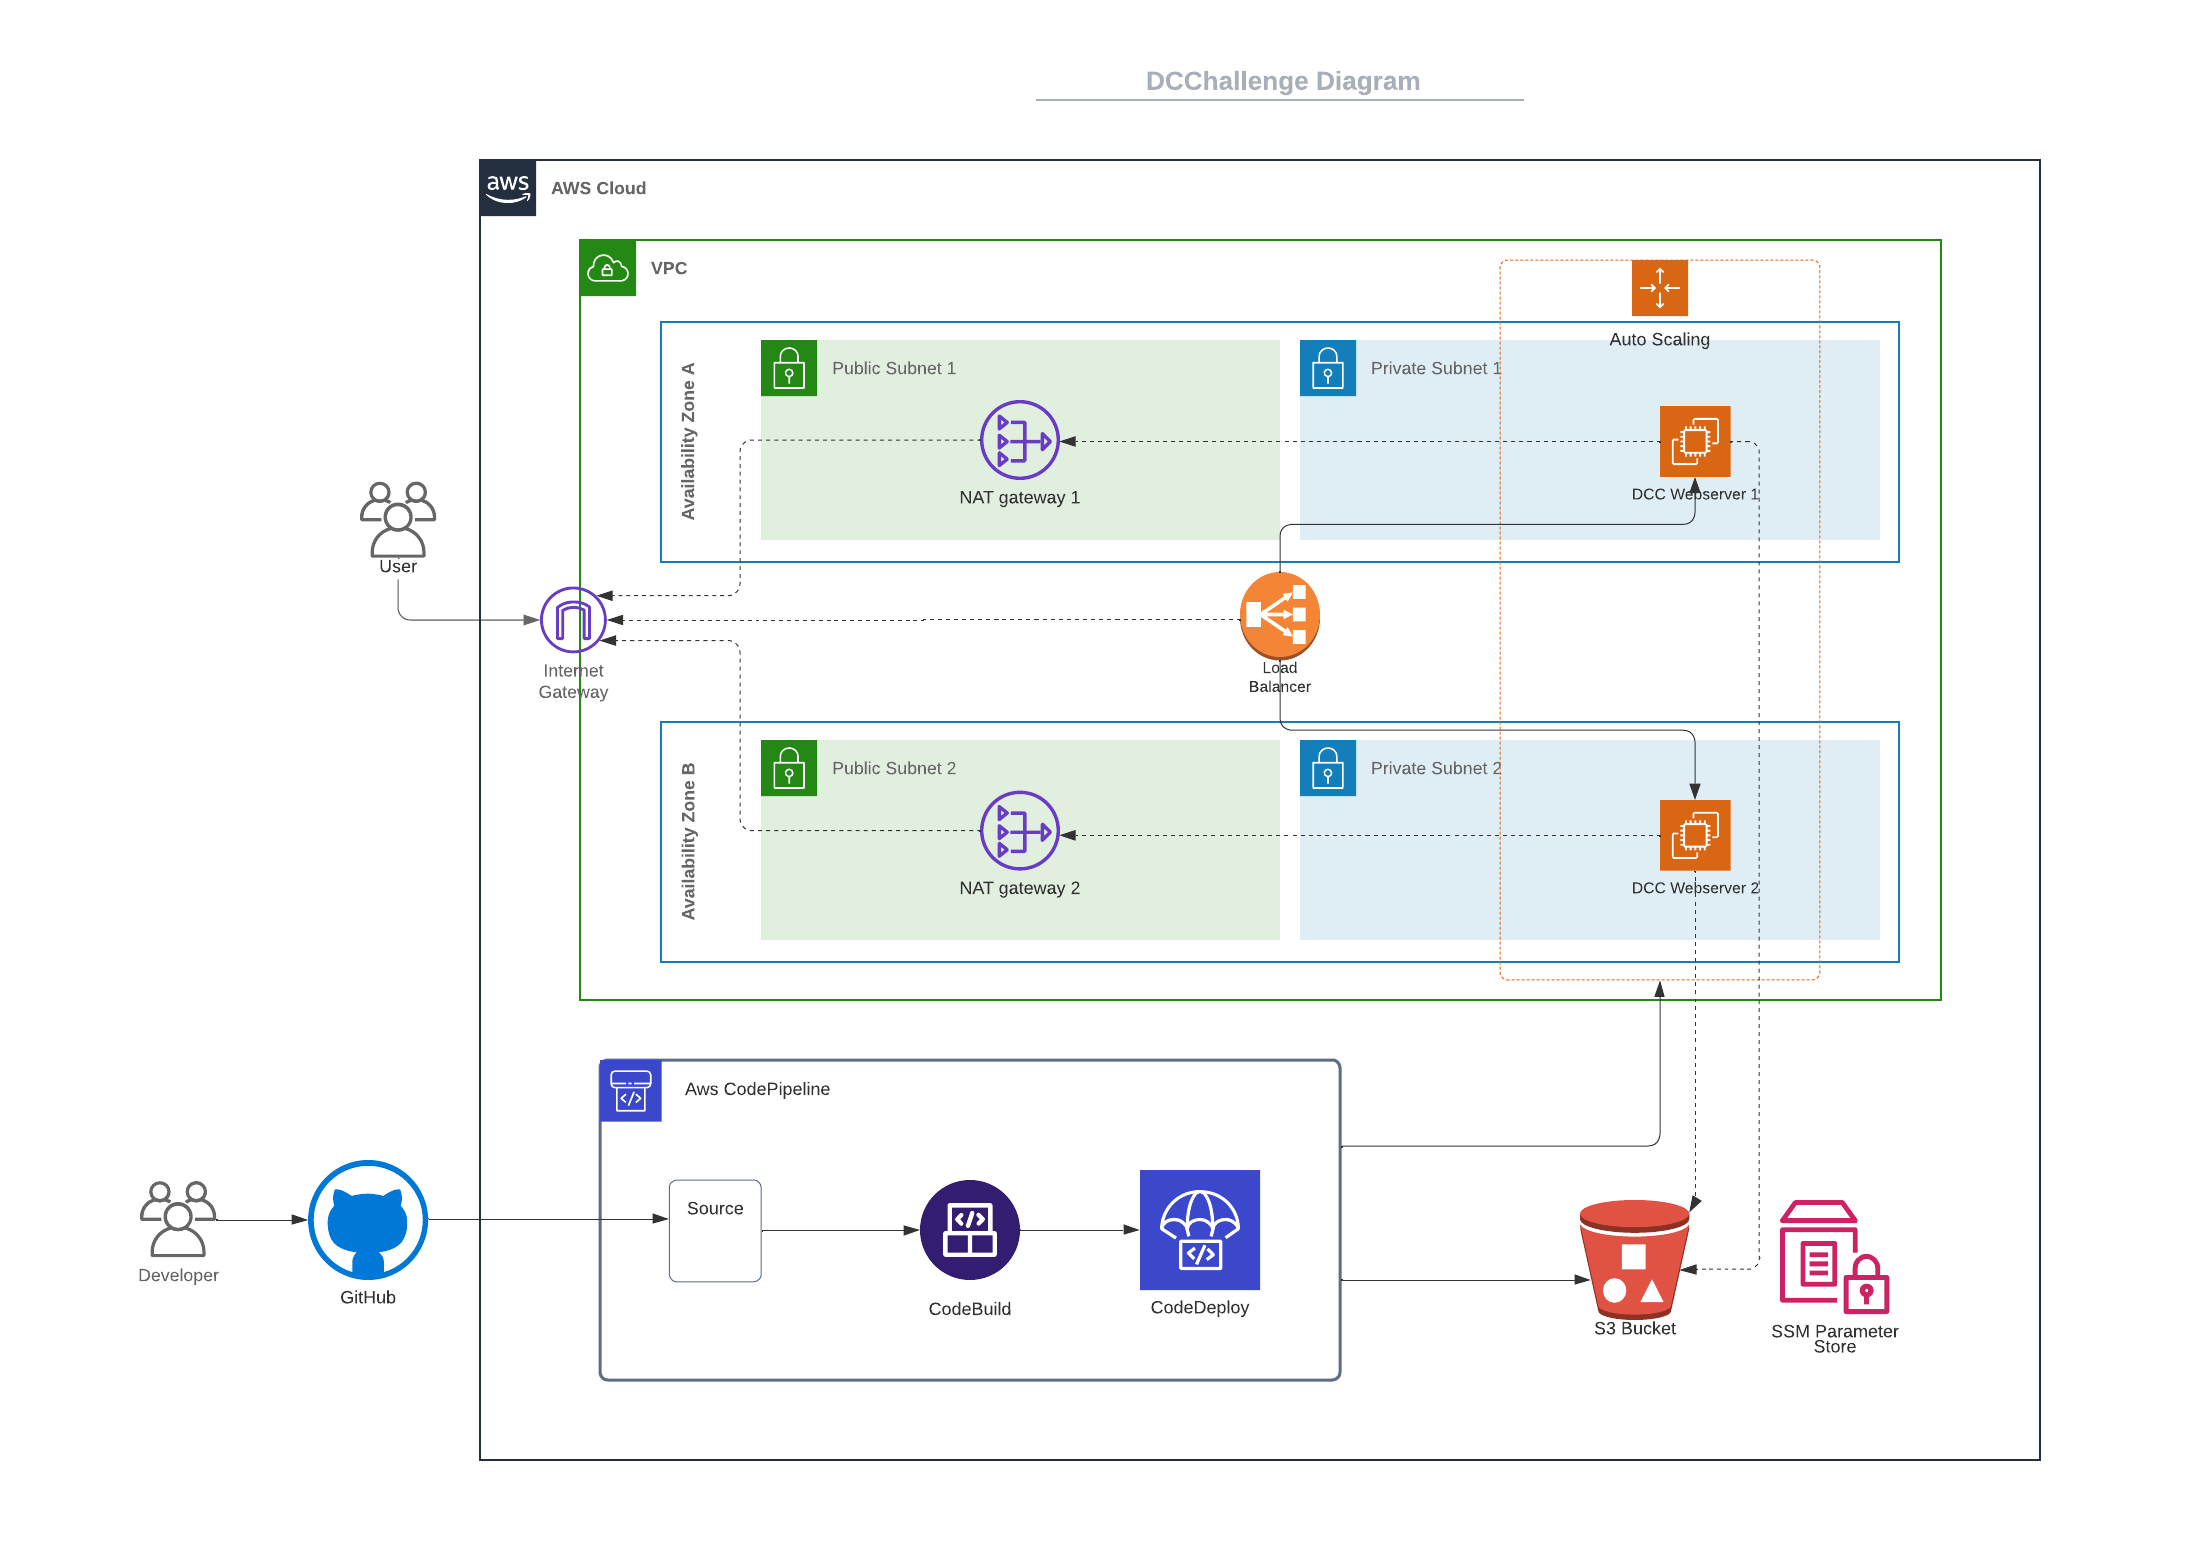 DCChallenge Diagram
aws
AWS Cloud
VPC
Auto Scaling
Availability Zone A
Public Subnet 1
Private Subnet 1
NAT gateway 1
DCC Webserver 1
User
Internet
Gateway
Load
Balancer
Availability Zone B
Public Subnet 2
Private Subnet 2
NAT gateway 2
DCC Webserver 2
Aws CodePipeline
Source
CodeBuild
CodeDeploy
Developer
GitHub
S3 Bucket
SSM Parameter
Store